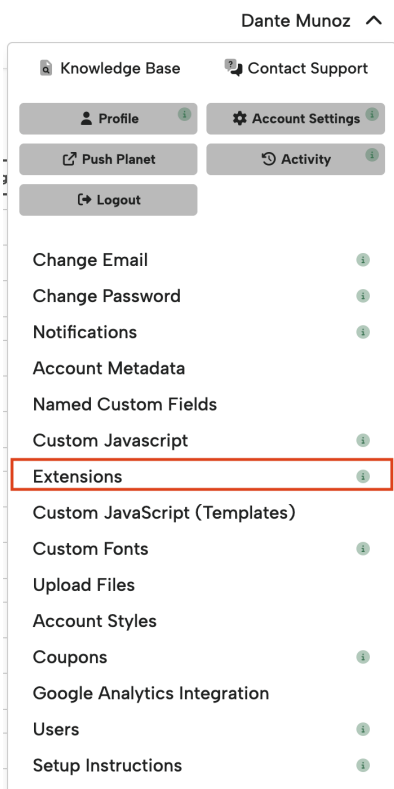 Dante Munoz
Knowledge Base Contact Support
Profile Account Settings
Push Planet Activity
Logout
Change Email
Change Password
Notifications
Account Metadata
Named Custom Fields
Custom Javascript
Extensions
Custom JavaScript (Templates)
Custom Fonts
Upload Files
Account Styles
Coupons
Google Analytics Integration
Users
Setup Instructions